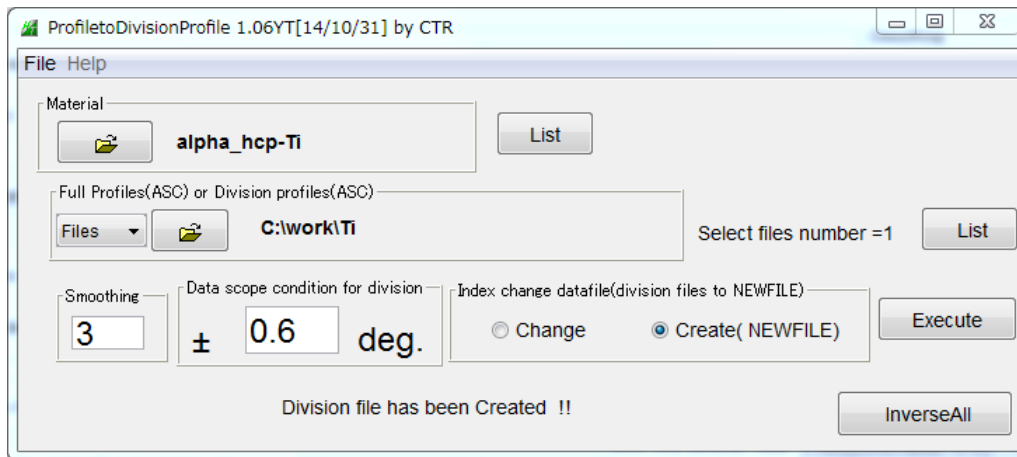 ProfiletoDivisionProfile 1.06YT[14/10/31] by CTR
File Help
Material
alpha_hcp-Ti
List
Full Profiles(ASC) or Division profiles(ASC)
Files
C:\work\Ti
Select files number =1
List
Smoothing
3
Data scope condition for division
± 0.6 deg.
Index change datafile(division files to NEWFILE)
Change
Create( NEWFILE)
Execute
Division file has been Created !!
InverseAll